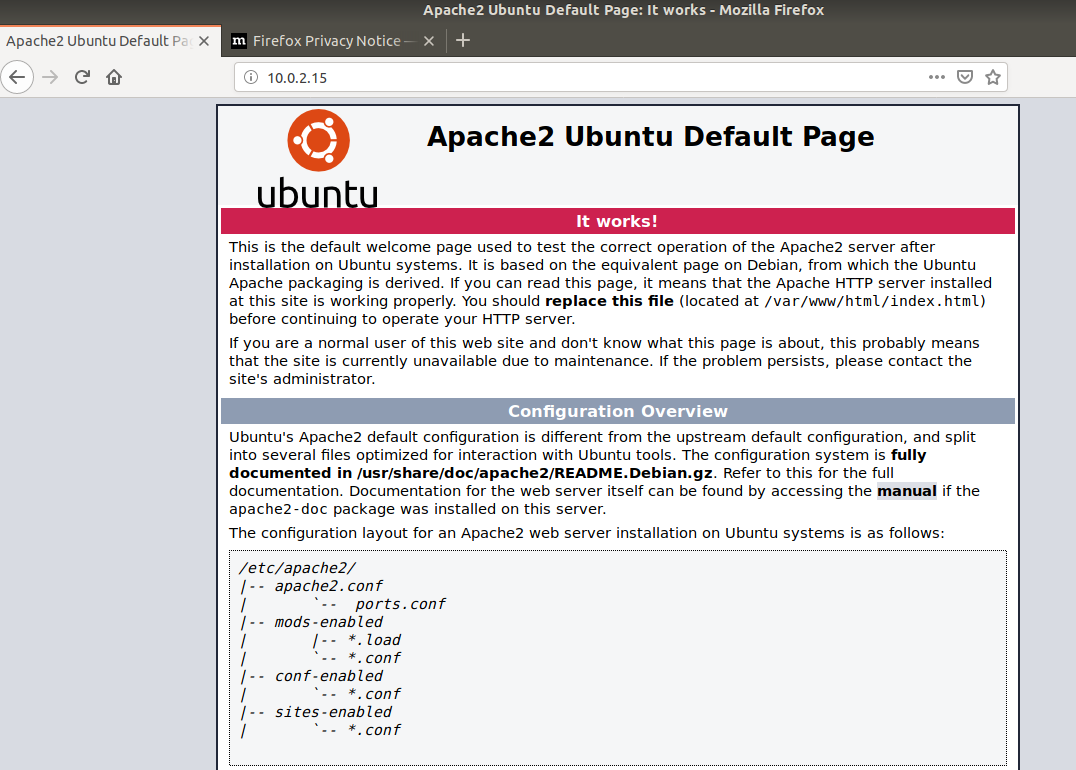 Apache2 Ubuntu Default Page: It works - Mozilla Firefox
Apache2 Ubuntu Default Pa
m Firefox Privacy Notice —
10.0.2.15
ubuntu
Apache2 Ubuntu Default Page
It works!
This is the default welcome page used to test the correct operation of the Apache2 server after
installation on Ubuntu systems. It is based on the equivalent page on Debian, from which the Ubuntu
Apache packaging is derived. If you can read this page, it means that the Apache HTTP server installed
at this site is working properly. You should replace this file (located at /var/www/html/index.html)
before continuing to operate your HTTP server.
If you are a normal user of this web site and don't know what this page is about, this probably means
that the site is currently unavailable due to maintenance. If the problem persists, please contact the
site's administrator.
Configuration Overview
Ubuntu's Apache2 default configuration is different from the upstream default configuration, and split
into several files optimized for interaction with Ubuntu tools. The configuration system is fully
documented in /usr/share/doc/apache2/README.Debian.gz. Refer to this for the full
documentation. Documentation for the web server itself can be found by accessing the manual if the
apache2-doc package was installed on this server.
The configuration layout for an Apache2 web server installation on Ubuntu systems is as follows:
/etc/apache2/
|-- apache2.conf
|       `--  ports.conf
|-- mods-enabled
|       |-- *.load
|       `-- *.conf
|-- conf-enabled
|       `-- *.conf
|-- sites-enabled
|       `-- *.conf